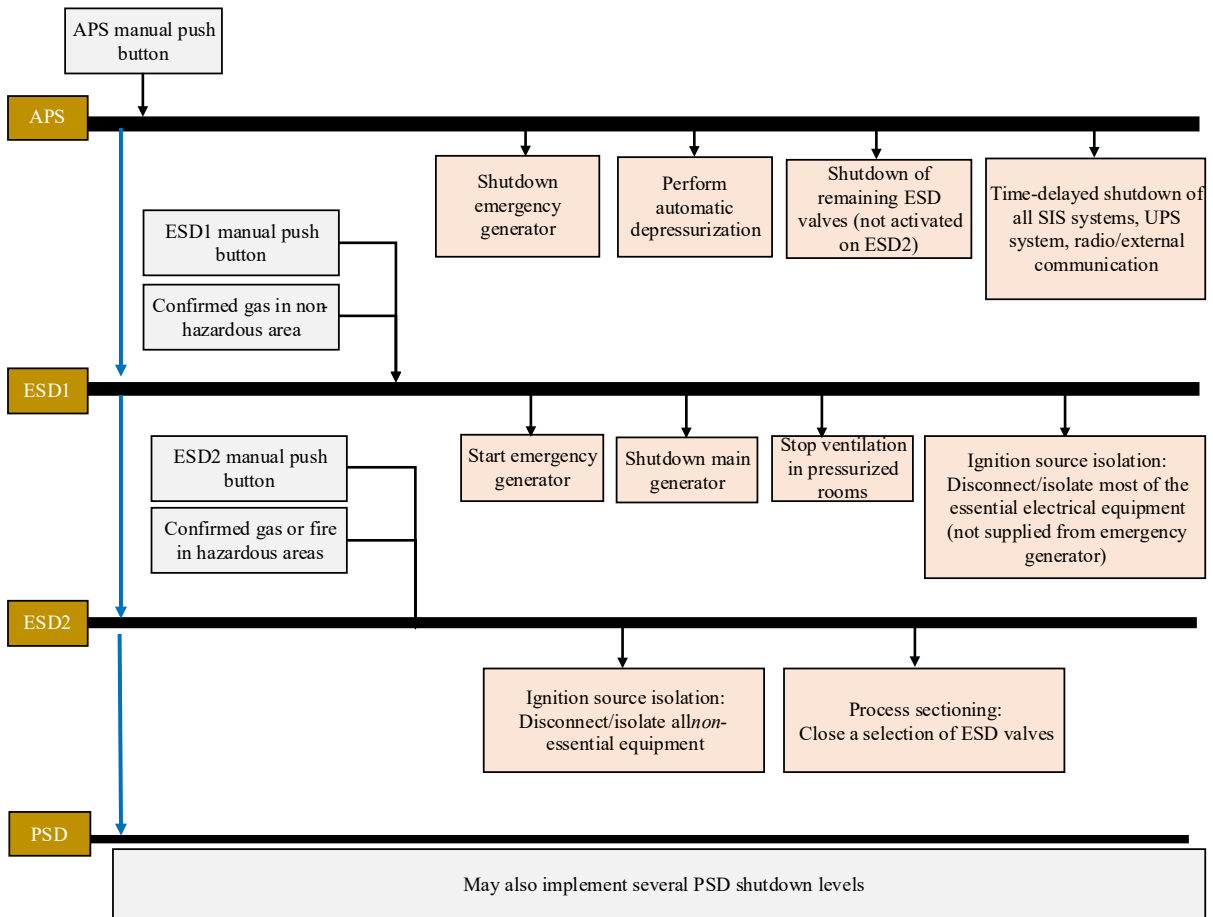 APS manual push
button
APS
Shutdown
emergency
generator
Perform
automatic
depressurization
Shutdown of
remaining ESD
valves (not activated
on ESD2)
Time-delayed shutdown of
all SIS systems, UPS
system, radio/external
communication
ESD1 manual push
button
Confirmed gas in non-
hazardous area
ESD1
Start emergency
generator
Shutdown main
generator
Stop ventilation
in pressurized
rooms
Ignition source isolation:
Disconnect/isolate most of the
essential electrical equipment
(not supplied from emergency
generator)
ESD2 manual push
button
Confirmed gas or fire
in hazardous areas
ESD2
Ignition source isolation:
Disconnect/isolate allnon-
essential equipment
Process sectioning:
Close a selection of ESD valves
PSD
May also implement several PSD shutdown levels